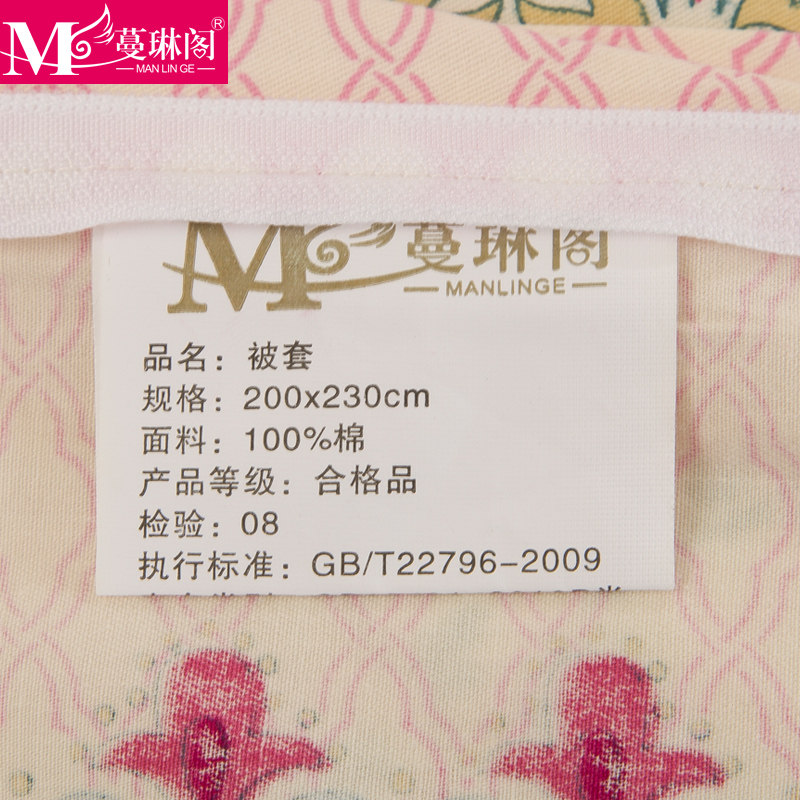 M 蔓琳阁®
MAN LIN GE
M 蔓琳阁
MANLINGE
品名：被套
规格：200x230cm
面料：100%棉
产品等级：合格品
检验：08
执行标准：GB/T22796-2009